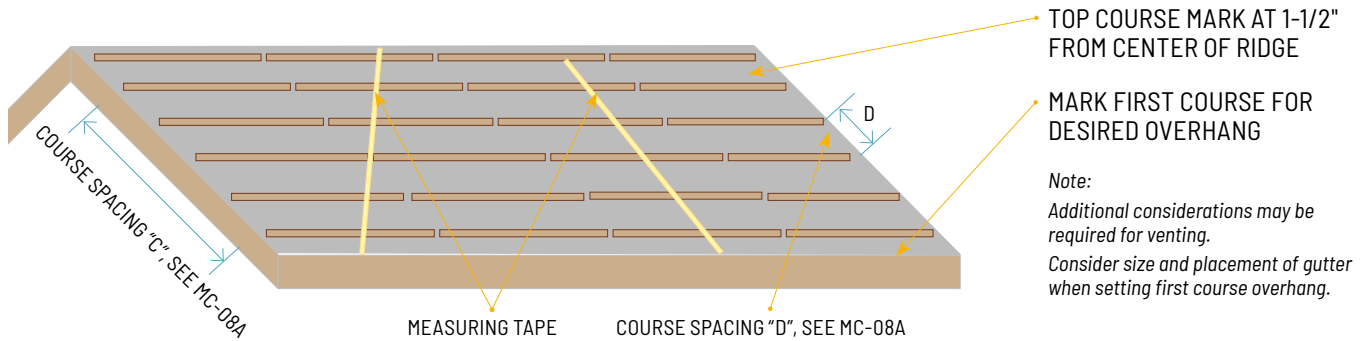 TOP COURSE MARK AT 1-1/2"
FROM CENTER OF RIDGE
MARK FIRST COURSE FOR
DESIRED OVERHANG
D
COURSE SPACING "C", SEE MC-08A
Note:
Additional considerations may be
required for venting.
Consider size and placement of gutter
when setting first course overhang.
MEASURING TAPE
COURSE SPACING "D", SEE MC-08A